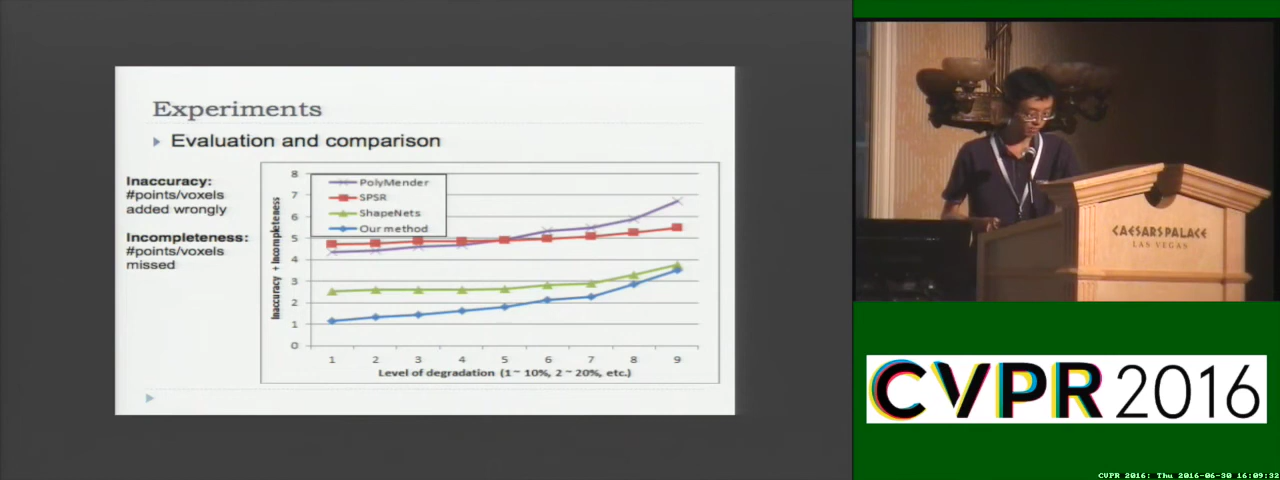 Experiments
Evaluation and comparison
Inaccuracy:
#points/voxels
added wrongly
Incompleteness:
#points/voxels
missed
Inaccuracy + Incompleteness
8
7
6
5
4
3
2
1
0
PolyMender
SPSR
ShapeNets
Our method
1 2 3 4 5 6 7 8 9
Level of degradation (1 ~ 10%, 2 ~ 20%, etc.)
CAESARS PALACE
LAS VEGAS
CVPR 2016
CVPR 2016: Thu 2016-06-30 16:09:32